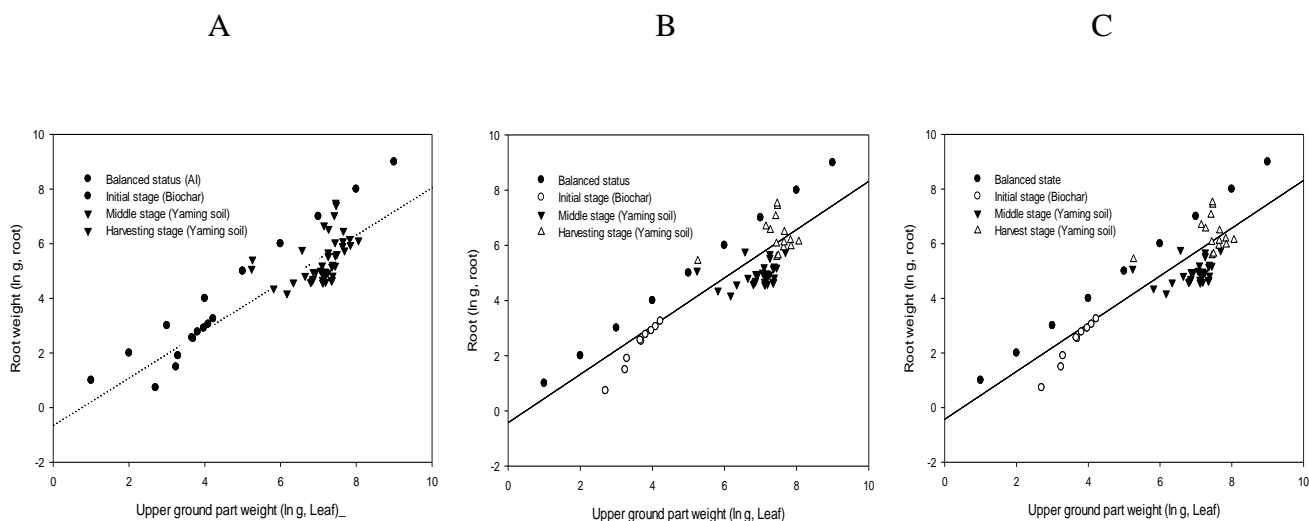 A
B
C
10
8
6
4
2
0
-2
Root weight (ln g, root)
Balanced status (AI)
Initial stage (Biochar)
Middle stage (Yaming soil)
Harvesting stage (Yaming soil)
0 2 4 6 8 10
Upper ground part weight (ln g, Leaf)_
10
8
6
4
2
0
-2
Root (ln g, root)
Balanced status
Initial stage (Biochar)
Middle stage (Yaming soil)
Harvesting stage (Yaming soil)
0 2 4 6 8 10
Upper ground part weight (ln g, Leaf)
10
8
6
4
2
0
-2
Root weight (ln g, root)
Balanced state
Initial stage (Biochar)
Middle stage (Yaming soil)
Harvest stage (Yaming soil)
0 2 4 6 8 10
Upper ground part weight (ln g, Leaf)